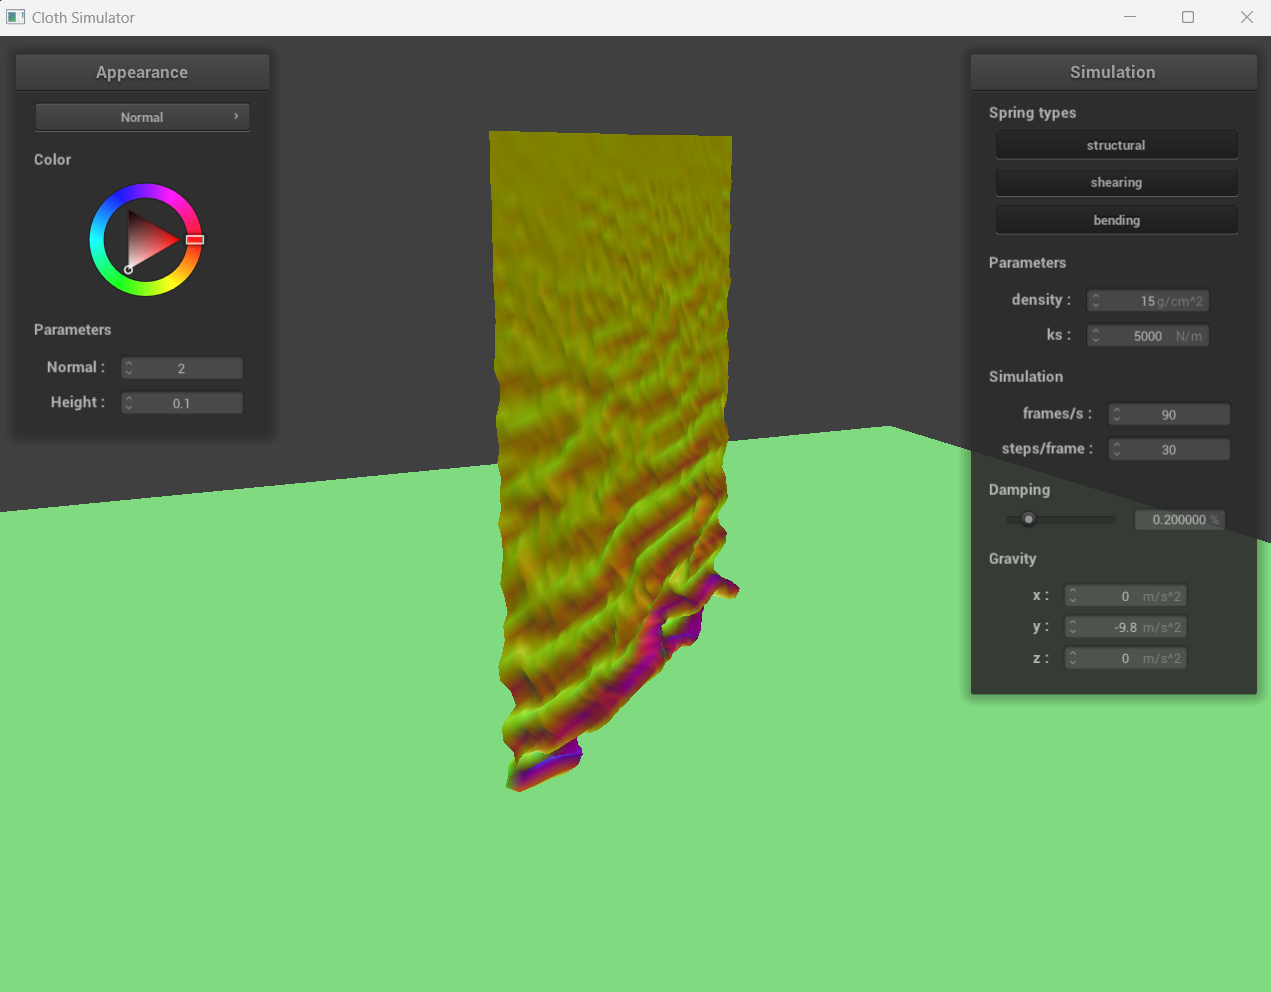 Cloth Simulator
Appearance
Normal
Color
Parameters
Normal : 2
Height : 0.1
Simulation
Spring types
structural
shearing
bending
Parameters
density : 15 g/cm^2
ks : 5000 N/m
Simulation
frames/s : 90
steps/frame : 30
Damping
0.200000 %
Gravity
x : 0 m/s^2
y : -9.8 m/s^2
z : 0 m/s^2